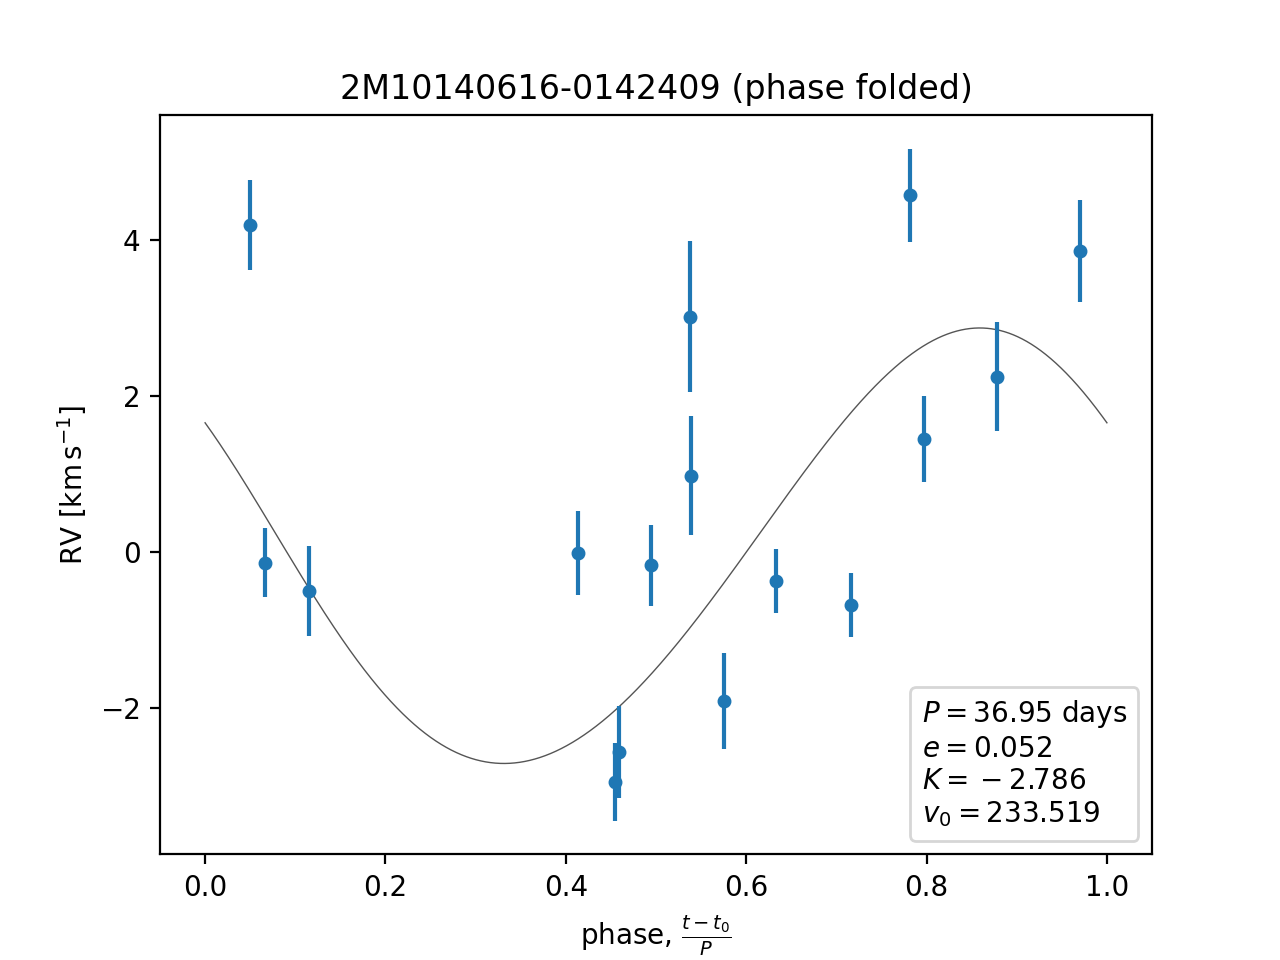 2M10140616-0142409 (phase folded)
RV [km s⁻¹]
4
2
0
−2
0.0 0.2 0.4 0.6 0.8 1.0
phase, (t − t₀)/P
P = 36.95 days
e = 0.052
K = −2.786
v₀ = 233.519